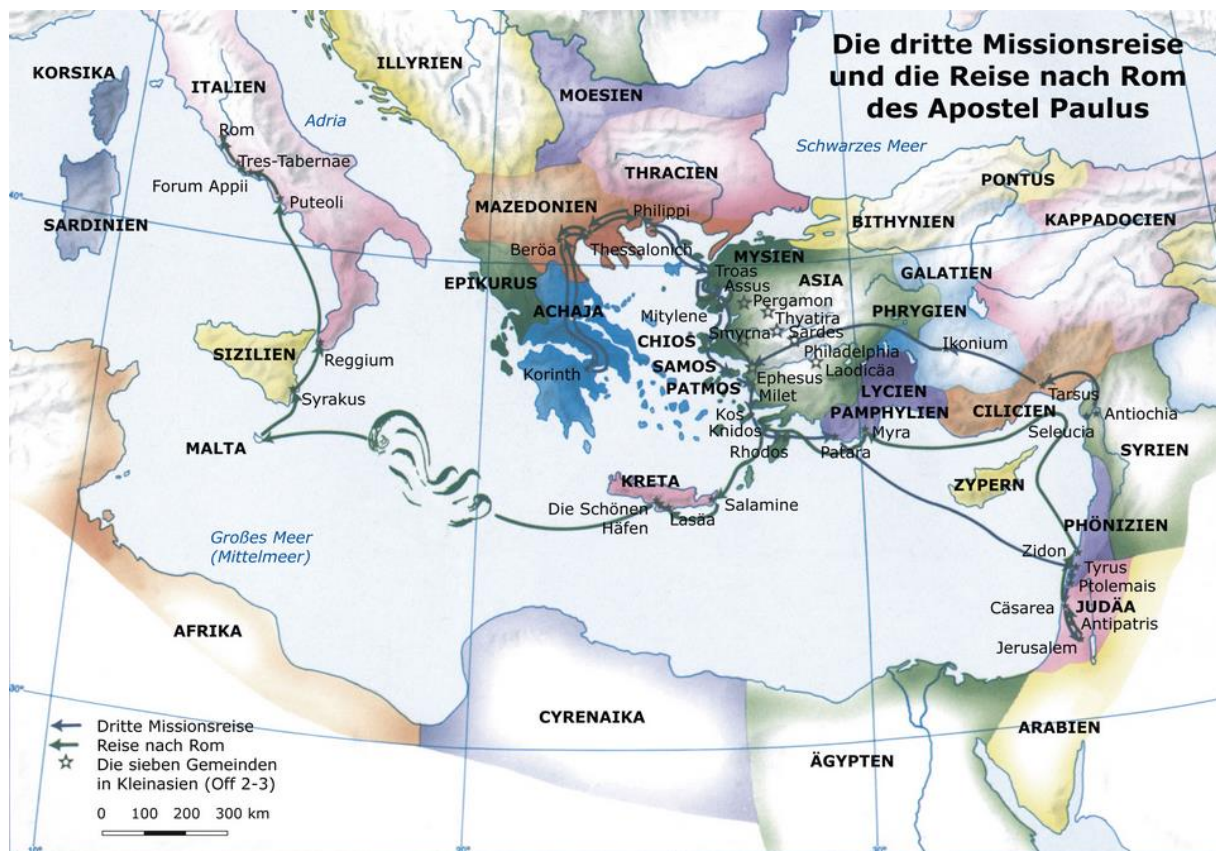 Die dritte Missionsreise
und die Reise nach Rom
des Apostel Paulus
KORSIKA
ITALIEN
ILLYRIEN
MOESIEN
Adria
Schwarzes Meer
Rom
Tres-Tabernae
Forum Appii
Puteoli
THRACIEN
PONTUS
SARDINIEN
40°
MAZEDONIEN
Philippi
BITHYNIEN
KAPPADOCIEN
Beröa
Thessalonich
MYSIEN
EPIKURUS
Troas
Assus
ASIA
GALATIEN
ACHAJA
Pergamon
PHRYGIEN
Mitylene
Thyatira
Smyrna
Sardes
CHIOS
Ikonium
SIZILIEN
Reggium
Philadelphia
SAMOS
Laodicäa
Korinth
Ephesus
PATMOS
Milet
LYCIEN
Tarsus
Syrakus
Kos
PAMPHYLIEN
CILICIEN
Antiochia
Knidos
Myra
Seleucia
MALTA
Rhodos
Patara
SYRIEN
KRETA
ZYPERN
Die Schönen
Häfen
Lasäa
Salamine
PHÖNIZIEN
Großes Meer
(Mittelmeer)
Zidon
Tyrus
Ptolemais
Cäsarea
JUDÄA
Antipatris
AFRIKA
Jerusalem
30°
CYRENAIKA
ARABIEN
ÄGYPTEN
Dritte Missionsreise
Reise nach Rom
Die sieben Gemeinden
in Kleinasien (Off 2-3)
0 100 200 300 km
10°
20°
30°